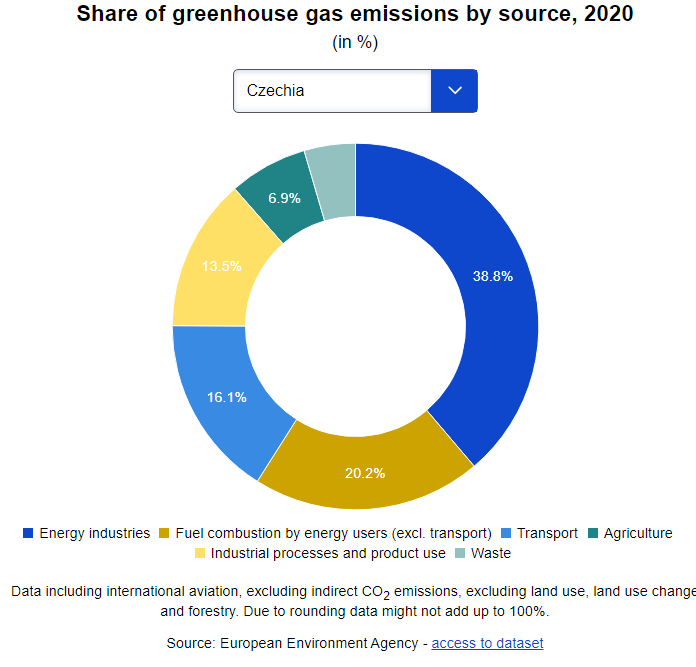 Share of greenhouse gas emissions by source, 2020
(in %)
Czechia
6.9%
38.8%
13.5%
16.1%
20.2%
Energy industries Fuel combustion by energy users (excl. transport) Transport Agriculture
Industrial processes and product use Waste
Data including international aviation, excluding indirect CO2 emissions, excluding land use, land use change
and forestry. Due to rounding data might not add up to 100%.
Source: European Environment Agency - access to dataset